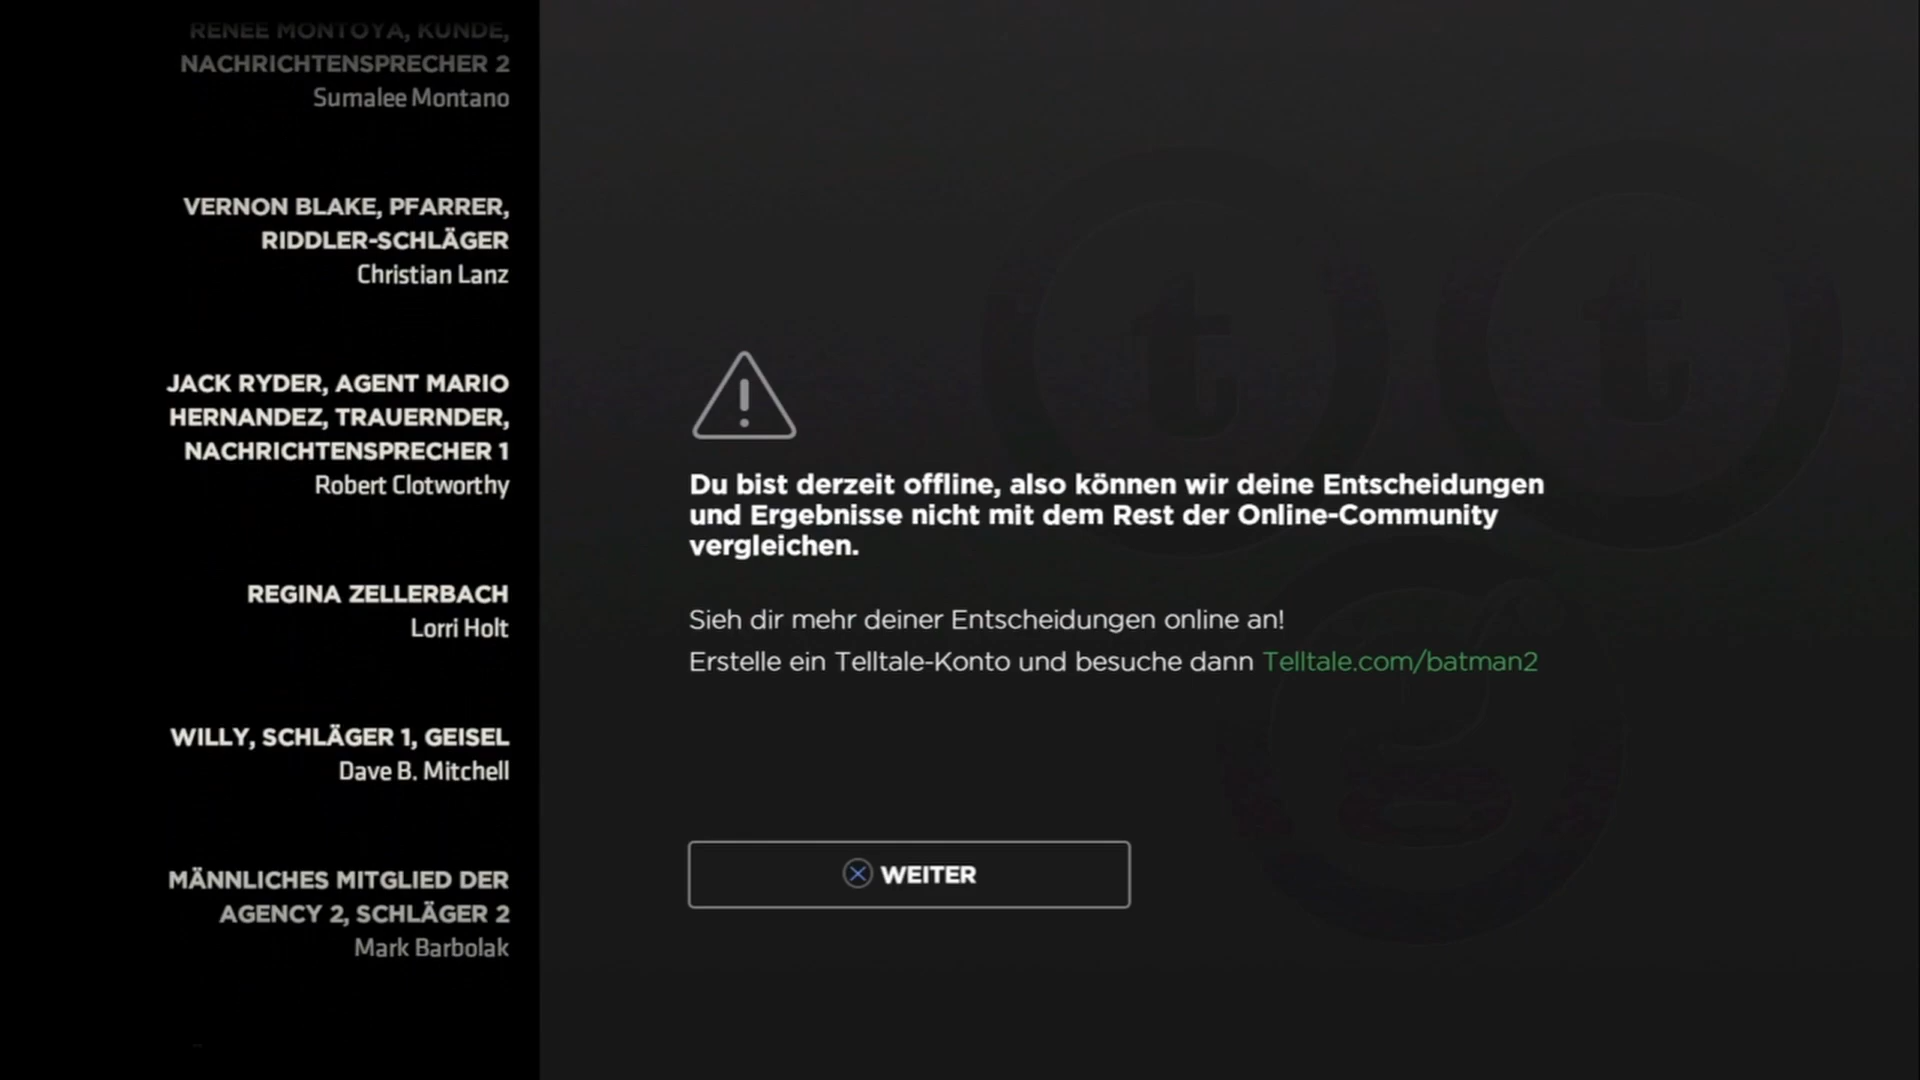 RENEE MONTOYA, KUNDE,
NACHRICHTENSPRECHER 2
Sumalee Montano
VERNON BLAKE, PFARRER,
RIDDLER-SCHLÄGER
Christian Lanz
JACK RYDER, AGENT MARIO
HERNANDEZ, TRAUERNDER,
NACHRICHTENSPRECHER 1
Robert Clotworthy
REGINA ZELLERBACH
Lorri Holt
WILLY, SCHLÄGER 1, GEISEL
Dave B. Mitchell
MÄNNLICHES MITGLIED DER
AGENCY 2, SCHLÄGER 2
Mark Barbolak
Du bist derzeit offline, also können wir deine Entscheidungen
und Ergebnisse nicht mit dem Rest der Online-Community
vergleichen.
Sieh dir mehr deiner Entscheidungen online an!
Erstelle ein Telltale-Konto und besuche dann Telltale.com/batman2
WEITER
t
t
g